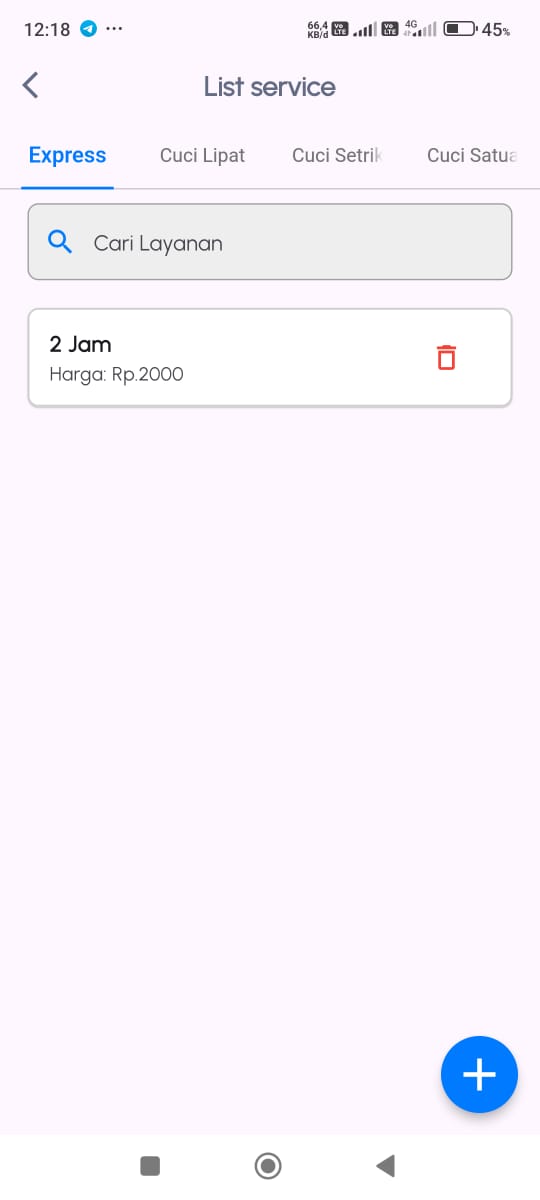 12:18 ... 66,4 KB/d Vo LTE Vo LTE 4G 45%
List service
Express Cuci Lipat Cuci Setrik Cuci Satua
Cari Layanan
2 Jam
Harga: Rp.2000